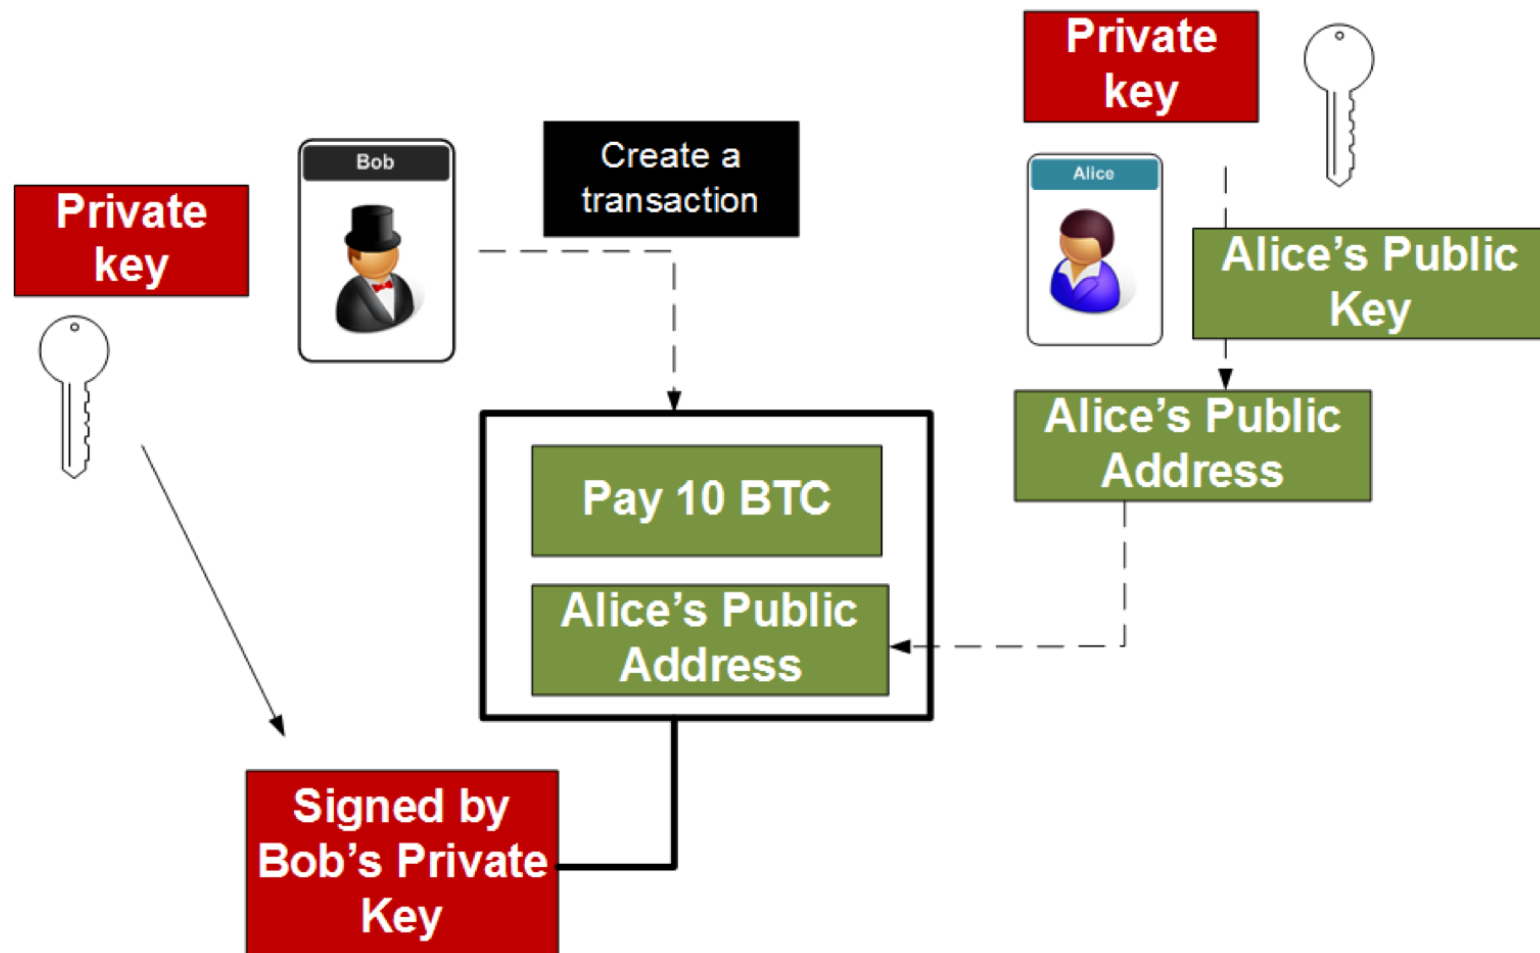 Private
key
Bob
Create a
transaction
Private
key
Alice
Alice’s Public
Key
Alice’s Public
Address
Pay 10 BTC
Alice’s Public
Address
Signed by
Bob’s Private
Key